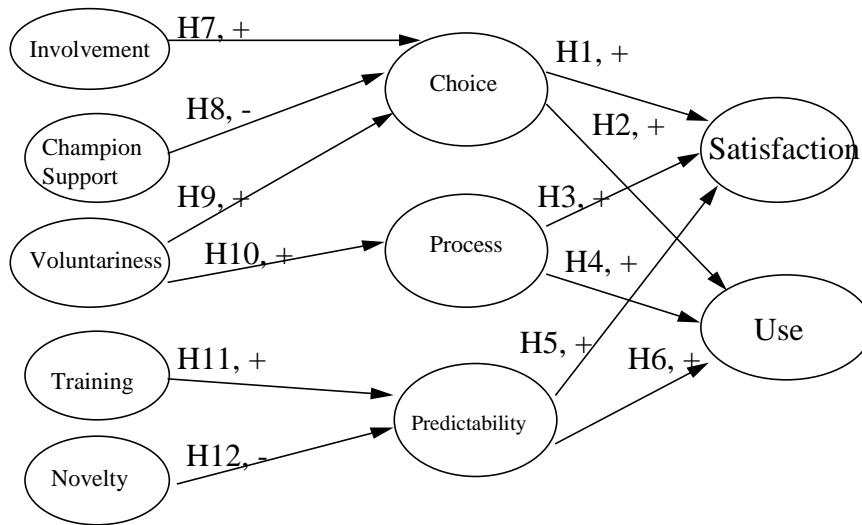 Involvement
H7, +
Choice
H1, +
H8, -
Champion
Support
H2, +
Satisfaction
H9, +
H3, +
Voluntariness
H10, +
Process
H4, +
Use
H5, +
H6, +
H11, +
Training
Predictability
H12, -
Novelty